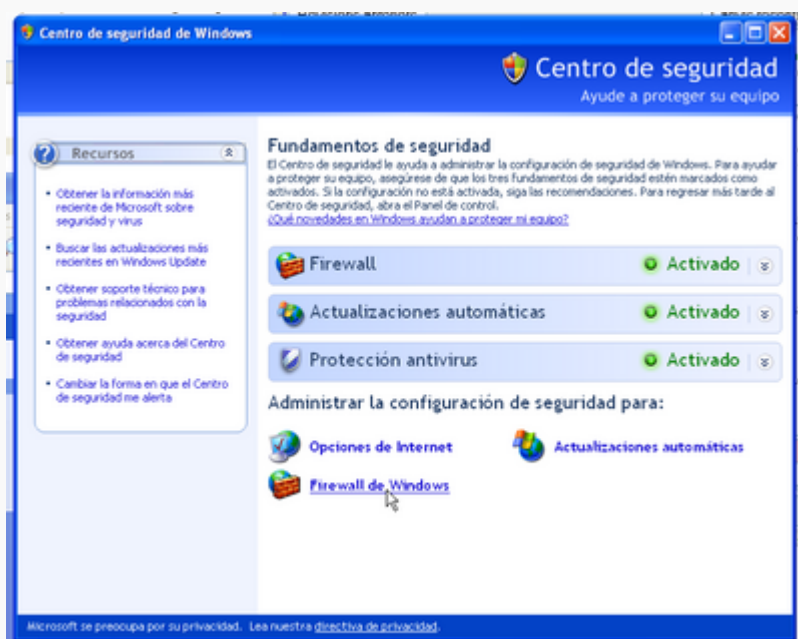 Centro de seguridad de Windows
Centro de seguridad
Ayude a proteger su equipo
Recursos
• Obtener la información más
reciente de Microsoft sobre
seguridad y virus
• Buscar las actualizaciones más
recientes en Windows Update
• Obtener soporte técnico para
problemas relacionados con la
seguridad
• Obtener ayuda acerca del Centro
de seguridad
• Cambiar la forma en que el Centro
de seguridad me alerta
Fundamentos de seguridad
El Centro de seguridad le ayuda a administrar la configuración de seguridad de Windows. Para ayudar
a proteger su equipo, asegúrese de que los tres fundamentos de seguridad estén marcados como
activados. Si la configuración no está activada, siga las recomendaciones. Para regresar más tarde al
Centro de seguridad, abra el Panel de control.
¿Qué novedades en Windows ayudan a proteger mi equipo?
Firewall Activado
Actualizaciones automáticas Activado
Protección antivirus Activado
Administrar la configuración de seguridad para:
Opciones de Internet Actualizaciones automáticas
Firewall de Windows
Microsoft se preocupa por su privacidad. Lea nuestra directiva de privacidad.